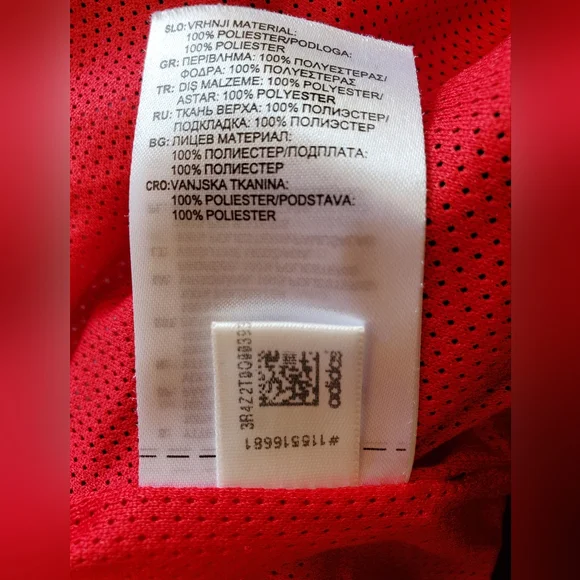 SLO:VRHNJI MATERIAL:
100% POLIESTER/PODLOGA:
100% POLIESTER
GR: ΠΕΡΙΒΛΗΜΑ: 100% ΠΟΛΥΕΣΤΕΡΑΣ/
ΦΟΔΡΑ: 100% ΠΟΛΥΕΣΤΕΡΑΣ
TR: DIŞ MALZEME: 100% POLYESTER/
ASTAR: 100% POLYESTER
RU: ТКАНЬ ВЕРХА: 100% ПОЛИЭСТЕР/
ПОДКЛАДКА: 100% ПОЛИЭСТЕР
BG: ЛИЦЕВ МАТЕРИАЛ:
100% ПОЛИЕСТЕР/ПОДПЛАТА:
100% ПОЛИЕСТЕР
CRO:VANJSKA TKANINA:
100% POLIESTER/PODSTAVA:
100% POLIESTER
adidas
#115516681